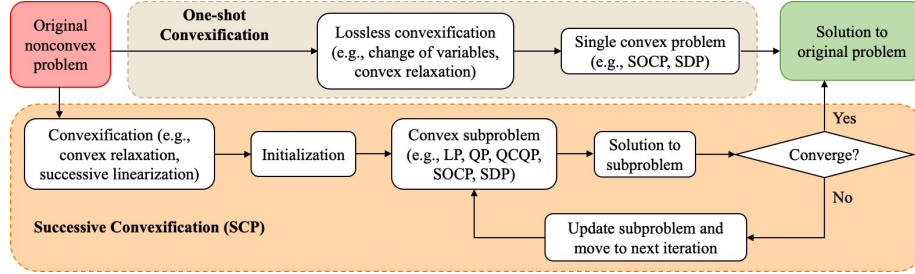 Original
nonconvex
problem
One-shot
Convexification
Lossless convexification
(e.g., change of variables,
convex relaxation)
Single convex problem
(e.g., SOCP, SDP)
Solution to
original problem
Convexification (e.g.,
convex relaxation,
successive linearization)
Initialization
Convex subproblem
(e.g., LP, QP, QCQP,
SOCP, SDP)
Solution to
subproblem
Converge?
Yes
No
Update subproblem and
move to next iteration
Successive Convexification (SCP)